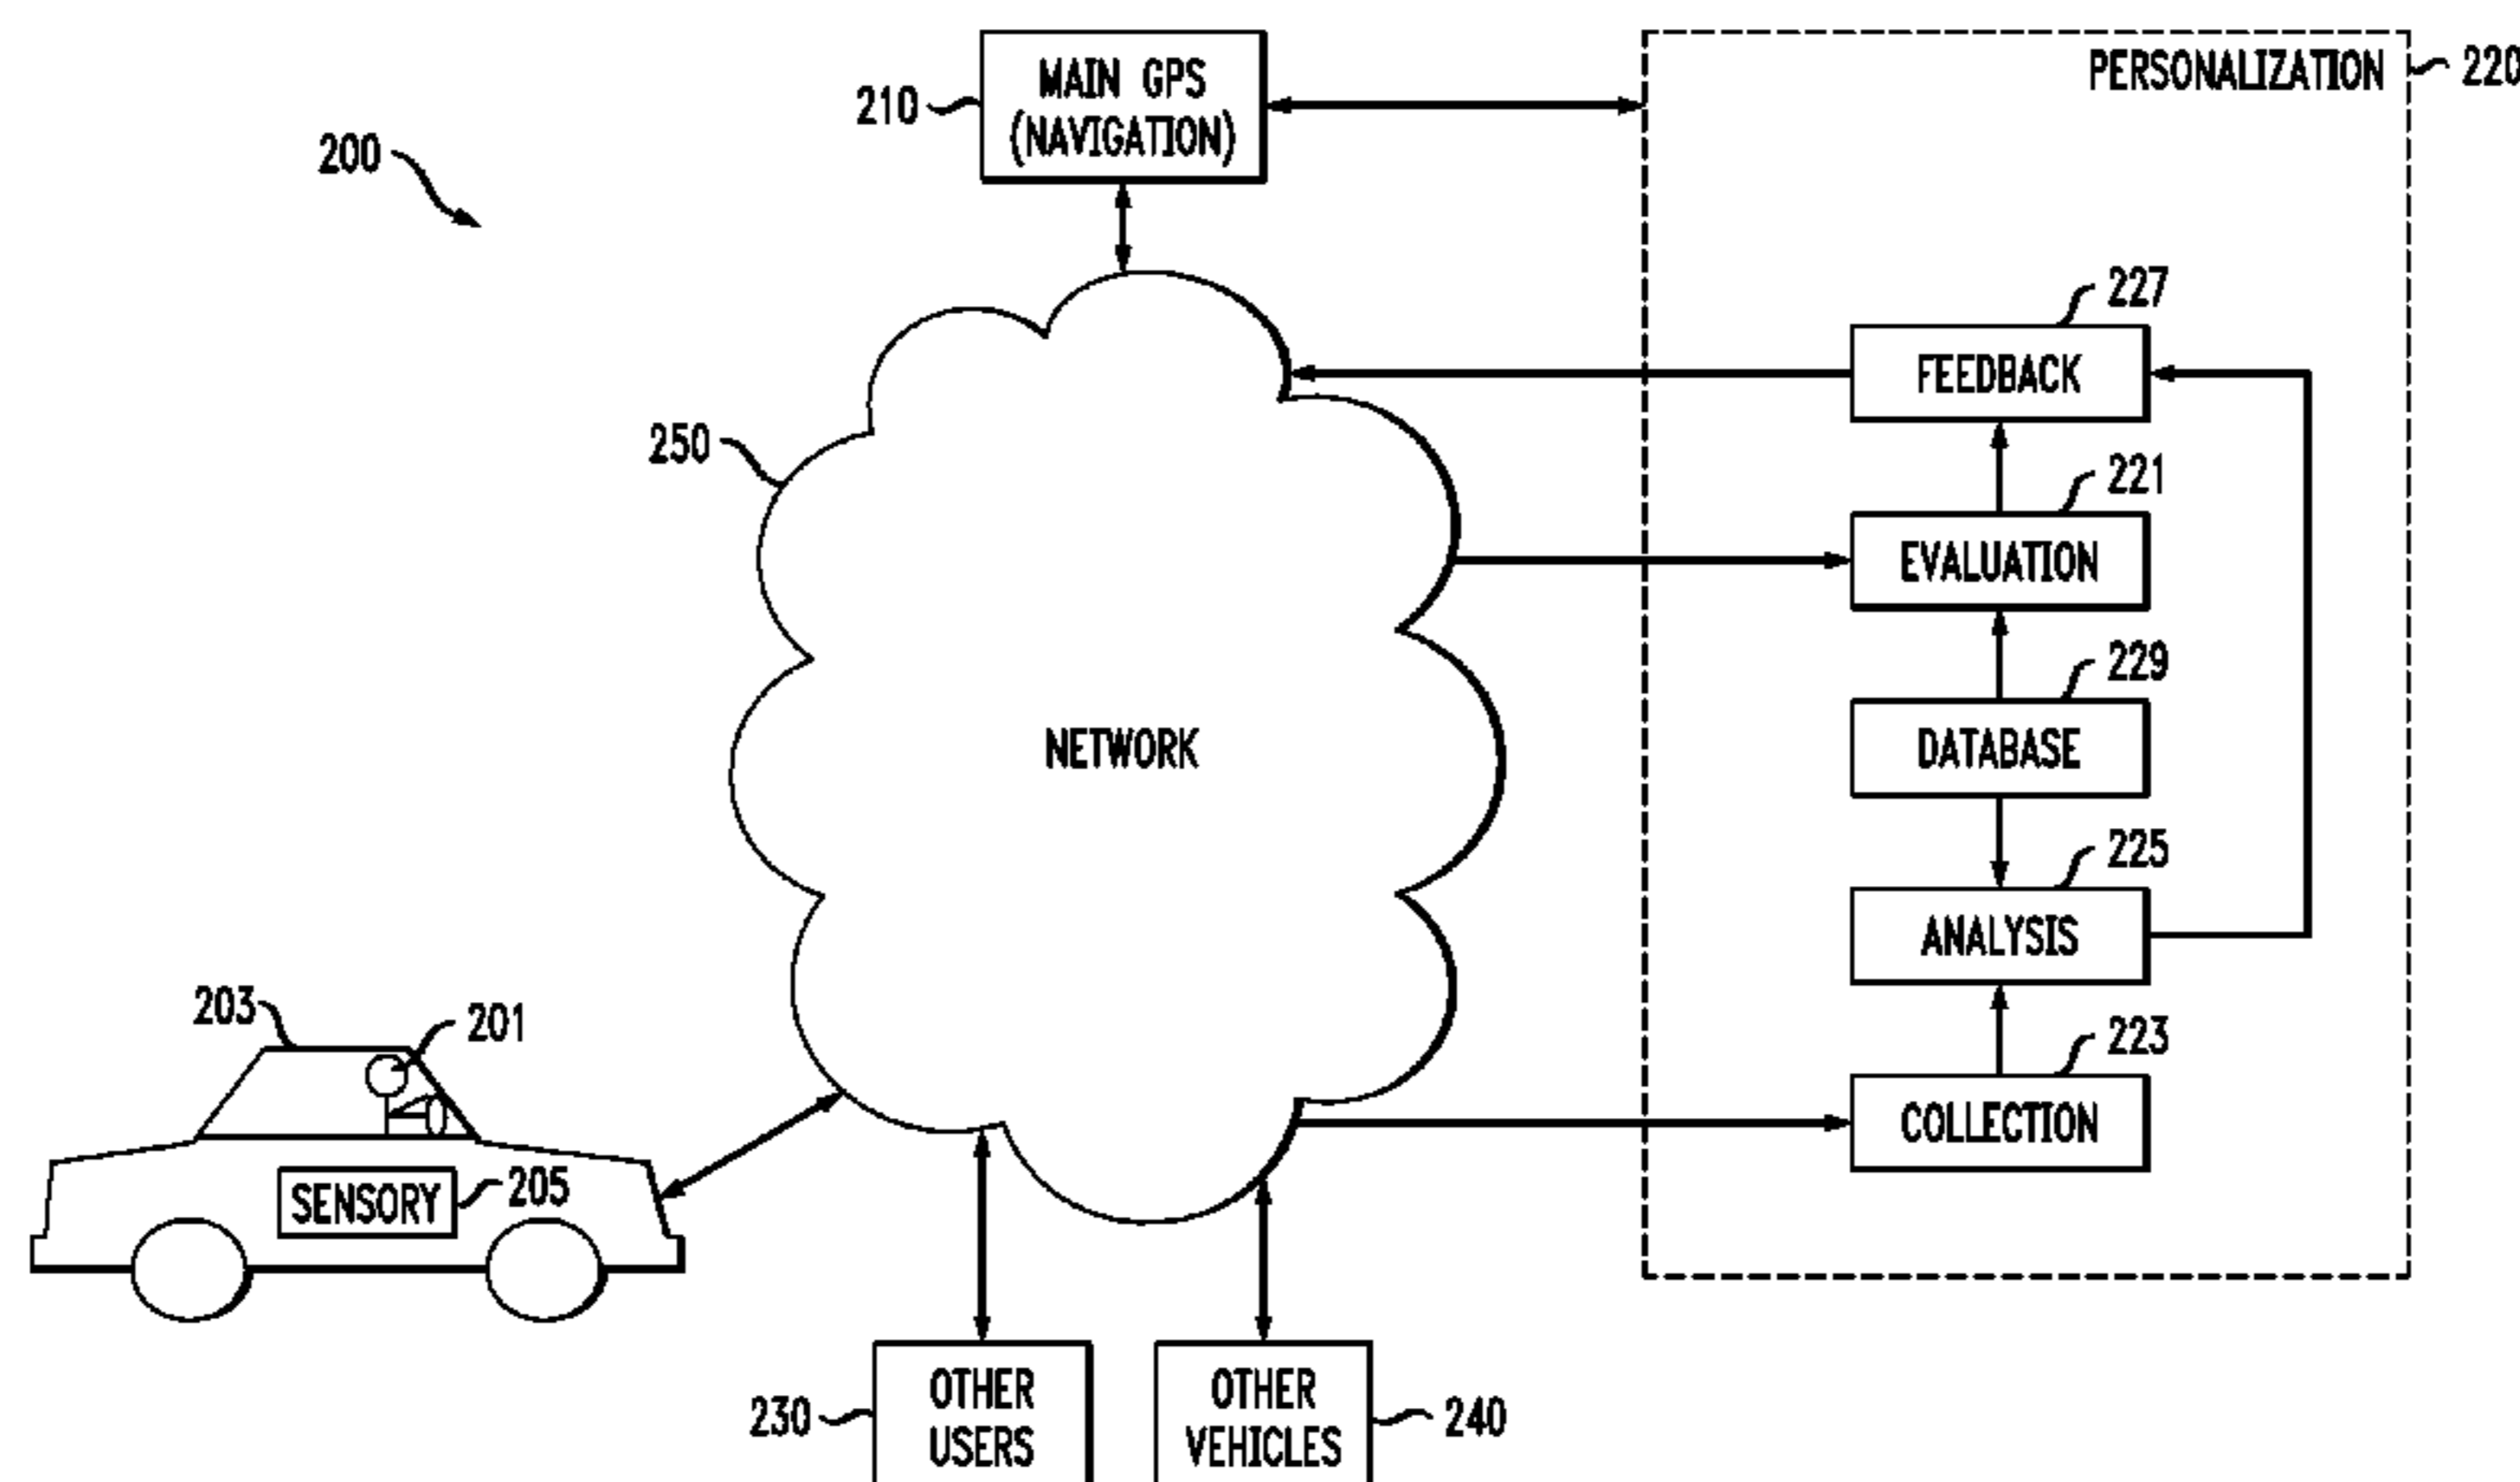 MAIN GPS
(NAVIGATION)
210
PERSONALIZATION
220
200
227
FEEDBACK
250
221
EVALUATION
229
DATABASE
NETWORK
225
ANALYSIS
203
201
223
COLLECTION
SENSORY
205
OTHER
USERS
230
OTHER
VEHICLES
240